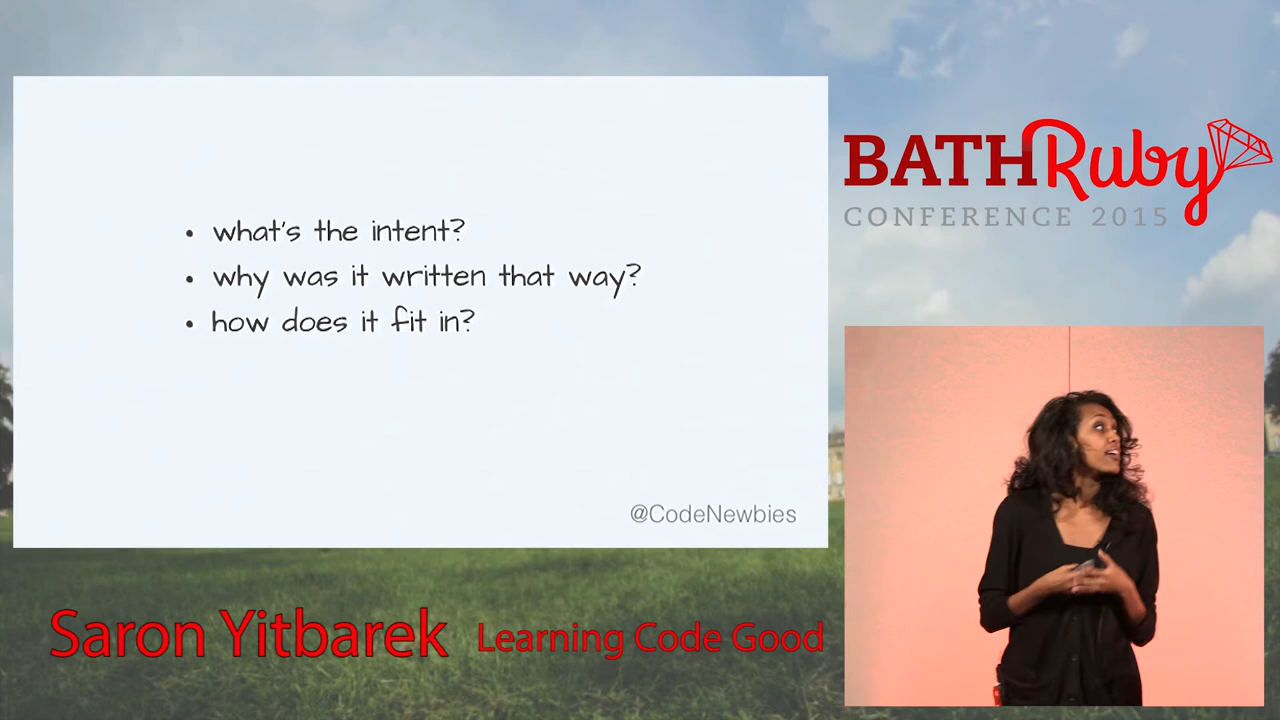 • what's the intent?
• why was it written that way?
• how does it fit in?
@CodeNewbies
BATHRuby
CONFERENCE 2015
Saron Yitbarek
Learning Code Good